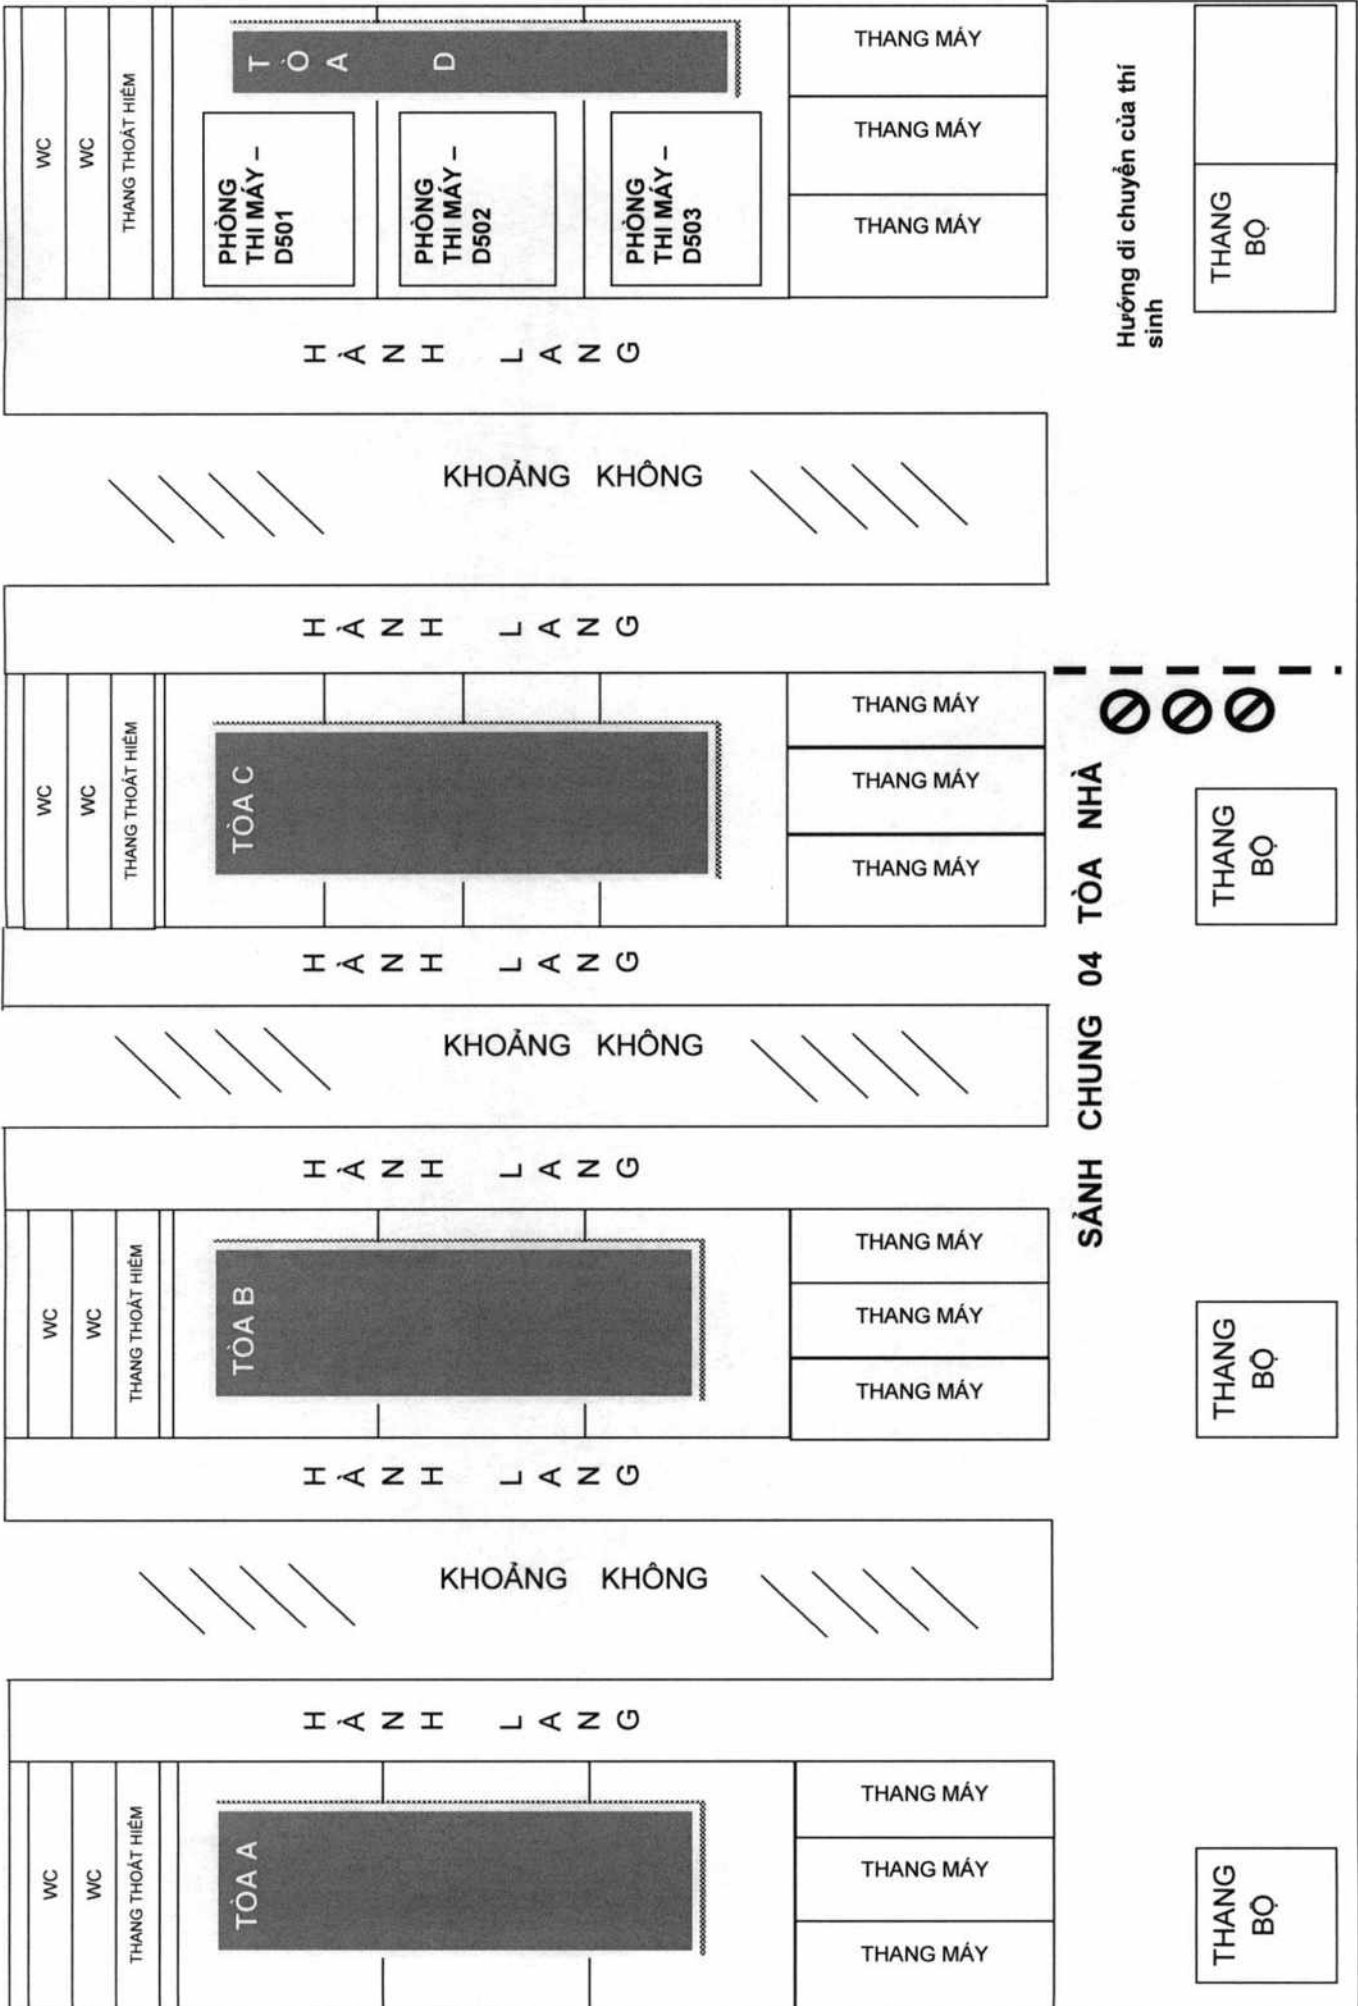 WC
WC
THANG THOÁT HIỂM
TÒA D
PHÒNG
THI MÁY –
D501
PHÒNG
THI MÁY –
D502
PHÒNG
THI MÁY –
D503
THANG MÁY
THANG MÁY
THANG MÁY
Hướng di chuyển của thí
sinh
THANG
BỘ
HÀNH LANG
KHOẢNG KHÔNG
HÀNH LANG
WC
WC
THANG THOÁT HIỂM
TÒA C
THANG MÁY
THANG MÁY
THANG MÁY
SẢNH CHUNG 04 TÒA NHÀ
THANG
BỘ
HÀNH LANG
KHOẢNG KHÔNG
HÀNH LANG
WC
WC
THANG THOÁT HIỂM
TÒA B
THANG MÁY
THANG MÁY
THANG MÁY
THANG
BỘ
HÀNH LANG
KHOẢNG KHÔNG
HÀNH LANG
WC
WC
THANG THOÁT HIỂM
TÒA A
THANG MÁY
THANG MÁY
THANG MÁY
THANG
BỘ